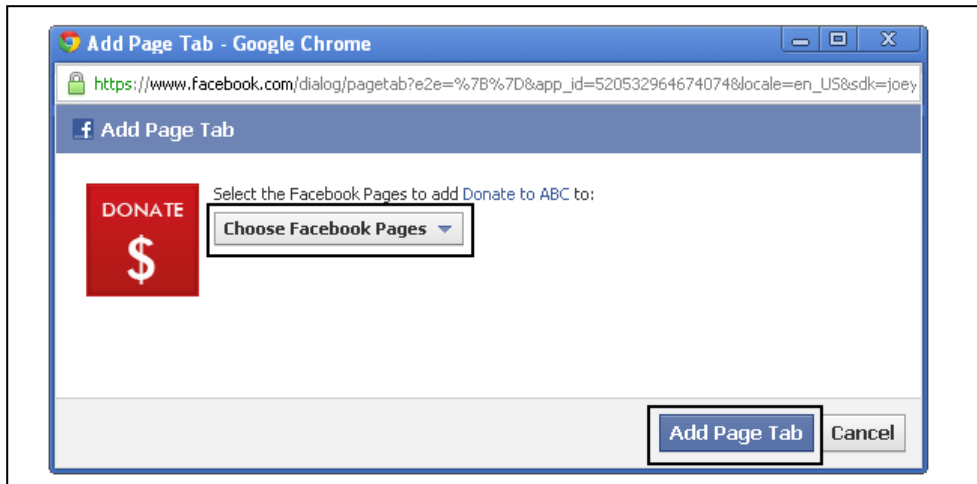 Add Page Tab - Google Chrome
https://www.facebook.com/dialog/pagetab?e2e=%7B%7D&app_id=520532964674074&locale=en_US&sdk=joey
f Add Page Tab
Select the Facebook Pages to add Donate to ABC to:
DONATE
$
Choose Facebook Pages
Add Page Tab Cancel